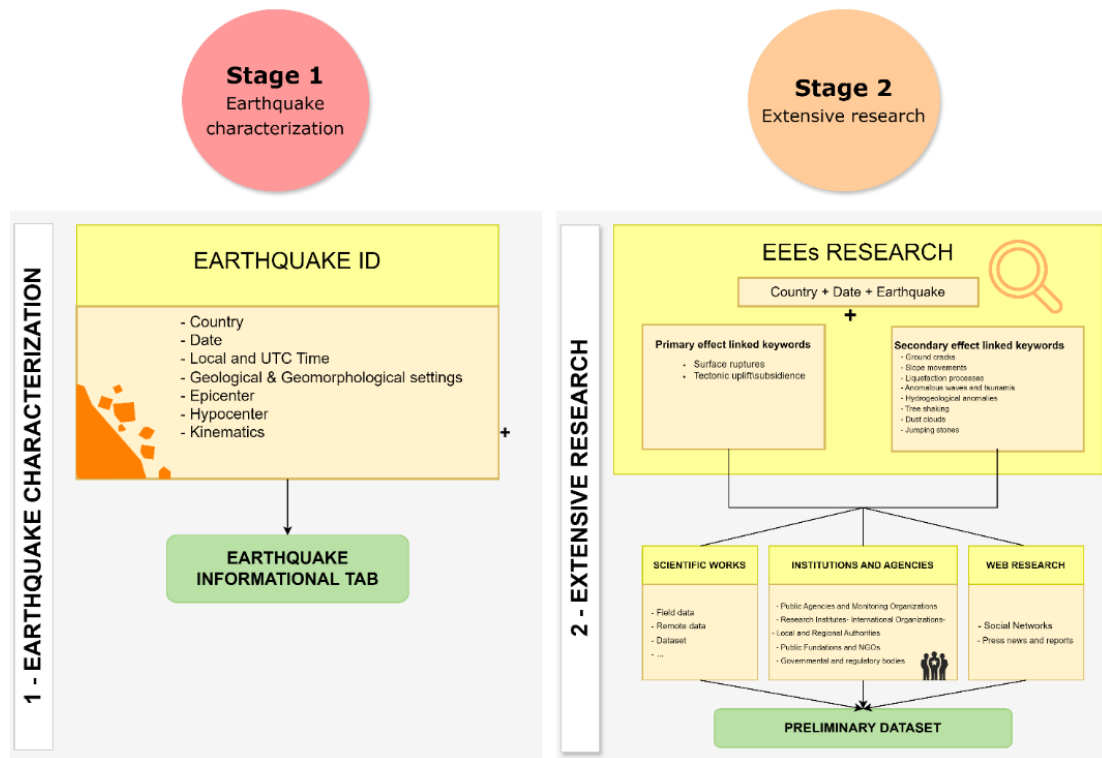 Stage 1
Earthquake
characterization
Stage 2
Extensive research
1 - EARTHQUAKE CHARACTERIZATION
EARTHQUAKE ID
- Country
- Date
- Local and UTC Time
- Geological & Geomorphological settings
- Epicenter
- Hypocenter
- Kinematics
+
EARTHQUAKE
INFORMATIONAL TAB
2 - EXTENSIVE RESEARCH
EEEs RESEARCH
Country + Date + Earthquake
+
Primary effect linked keywords
• Surface ruptures
• Tectonic uplift\subsidience
Secondary effect linked keywords
- Ground cracks
- Slope movements
- Liquefaction processes
- Anomalous waves and tsunamis
- Hydrogeological anomalies
- Tree shaking
- Dust clouds
- Jumping stones
SCIENTIFIC WORKS
- Field data
- Remote data
- Dataset
- ...
INSTITUTIONS AND AGENCIES
- Public Agencies and Monitoring Organizations
- Research Institutes- International Organizations-
- Local and Regional Authorities
- Public Fundations and NGOs
- Governmental and regulatory bodies
WEB RESEARCH
- Social Networks
- Press news and reports
PRELIMINARY DATASET